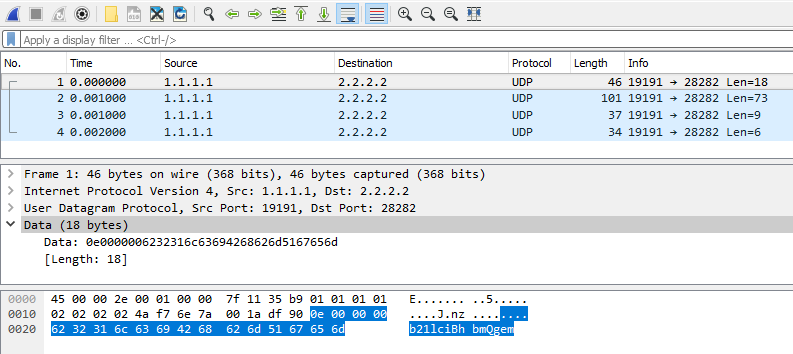 Apply a display filter ... <Ctrl-/>
No. Time Source Destination Protocol Length Info
1 0.000000 1.1.1.1 2.2.2.2 UDP 46 19191 → 28282 Len=18
2 0.001000 1.1.1.1 2.2.2.2 UDP 101 19191 → 28282 Len=73
3 0.001000 1.1.1.1 2.2.2.2 UDP 37 19191 → 28282 Len=9
4 0.002000 1.1.1.1 2.2.2.2 UDP 34 19191 → 28282 Len=6
Frame 1: 46 bytes on wire (368 bits), 46 bytes captured (368 bits)
Internet Protocol Version 4, Src: 1.1.1.1, Dst: 2.2.2.2
User Datagram Protocol, Src Port: 19191, Dst Port: 28282
Data (18 bytes)
Data: 0e0000006232316c63694268626d5167656d
[Length: 18]
0000 45 00 00 2e 00 01 00 00 7f 11 35 b9 01 01 01 01 E....... ..5.....
0010 02 02 02 02 4a f7 6e 7a 00 1a df 90 0e 00 00 00 ....J.nz ........
0020 62 32 31 6c 63 69 42 68 62 6d 51 67 65 6d b21lciBh bmQgem